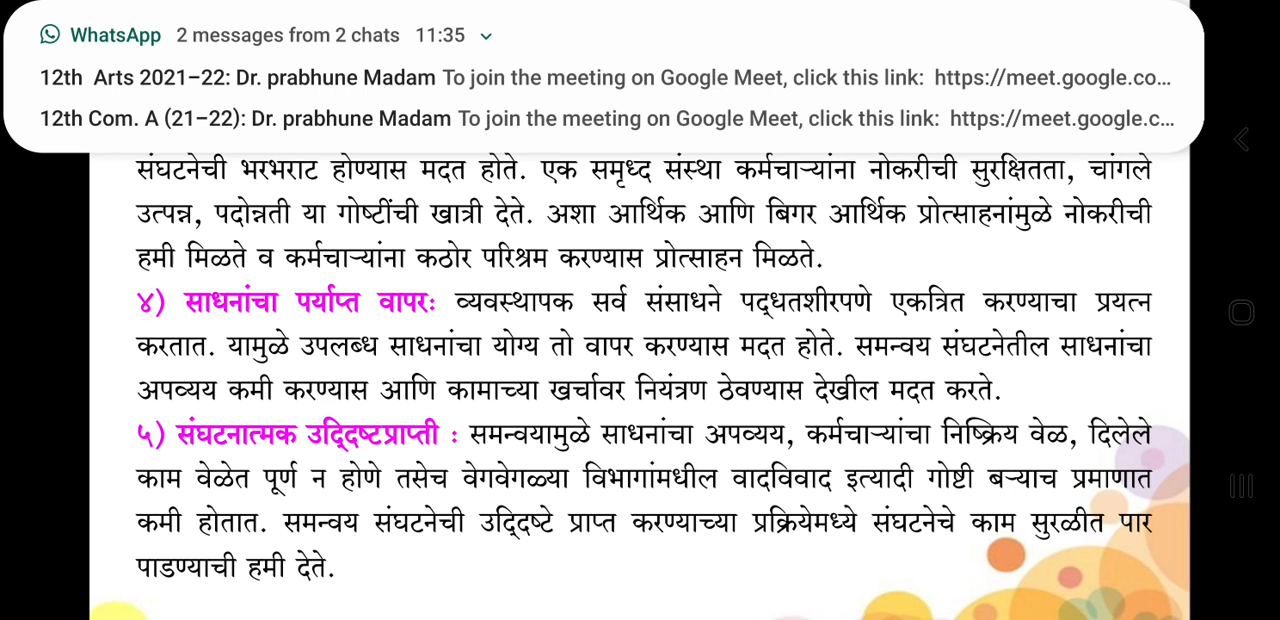 WhatsApp 2 messages from 2 chats 11:35
12th Arts 2021–22: Dr. prabhune Madam To join the meeting on Google Meet, click this link: https://meet.google.co...
12th Com. A (21–22): Dr. prabhune Madam To join the meeting on Google Meet, click this link: https://meet.google.c...
संघटनेची भरभराट होण्यास मदत होते. एक समृध्द संस्था कर्मचाऱ्यांना नोकरीची सुरक्षितता, चांगले
उत्पन्न, पदोन्नती या गोष्टींची खात्री देते. अशा आर्थिक आणि बिगर आर्थिक प्रोत्साहनांमुळे नोकरीची
हमी मिळते व कर्मचाऱ्यांना कठोर परिश्रम करण्यास प्रोत्साहन मिळते.
४) साधनांचा पर्याप्त वापरः व्यवस्थापक सर्व संसाधने पद्धतशीरपणे एकत्रित करण्याचा प्रयत्न
करतात. यामुळे उपलब्ध साधनांचा योग्य तो वापर करण्यास मदत होते. समन्वय संघटनेतील साधनांचा
अपव्यय कमी करण्यास आणि कामाच्या खर्चावर नियंत्रण ठेवण्यास देखील मदत करते.
५) संघटनात्मक उद्दिष्टप्राप्ती : समन्वयामुळे साधनांचा अपव्यय, कर्मचाऱ्यांचा निष्क्रिय वेळ, दिलेले
काम वेळेत पूर्ण न होणे तसेच वेगवेगळ्या विभागांमधील वादविवाद इत्यादी गोष्टी बऱ्याच प्रमाणात
कमी होतात. समन्वय संघटनेची उद्दिष्टे प्राप्त करण्याच्या प्रक्रियेमध्ये संघटनेचे काम सुरळीत पार
पाडण्याची हमी देते.